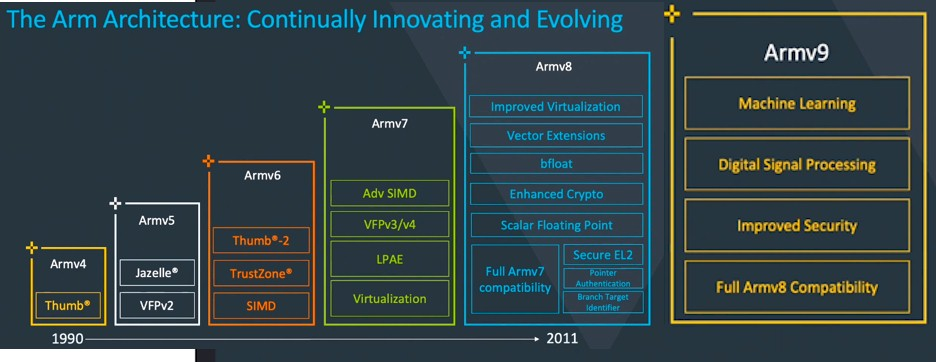 The Arm Architecture: Continually Innovating and Evolving
Armv4
Thumb®
Armv5
Jazelle®
VFPv2
Armv6
Thumb®-2
TrustZone®
SIMD
Armv7
Adv SIMD
VFPv3/v4
LPAE
Virtualization
Armv8
Improved Virtualization
Vector Extensions
bfloat
Enhanced Crypto
Scalar Floating Point
Full Armv7
compatibility
Secure EL2
Pointer
Authentication
Branch Target
Identifier
Armv9
Machine Learning
Digital Signal Processing
Improved Security
Full Armv8 Compatibility
1990
2011